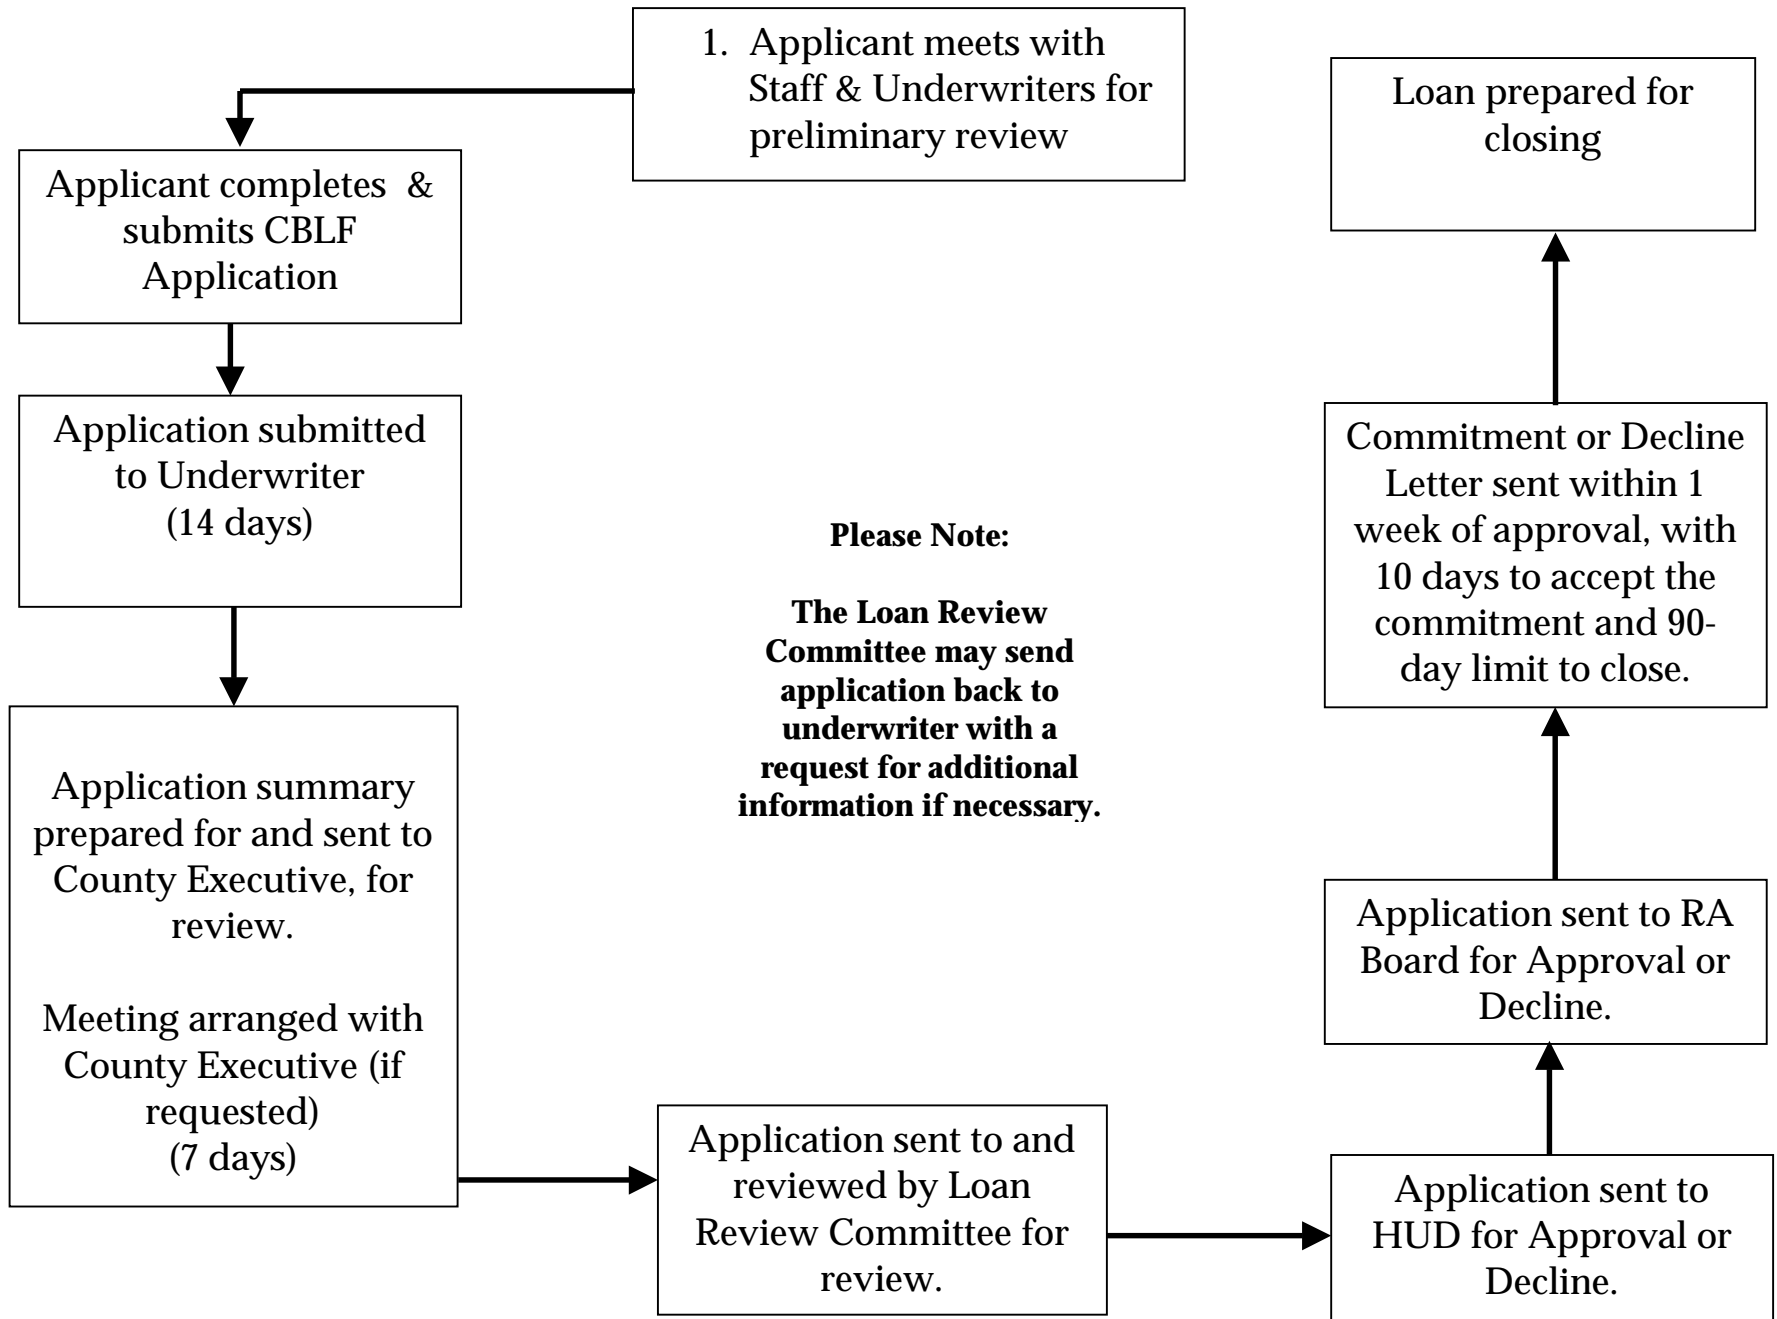 1. Applicant meets with
Staff & Underwriters for
preliminary review
Applicant completes &
submits CBLF
Application
Application submitted
to Underwriter
(14 days)
Application summary
prepared for and sent to
County Executive, for
review.
Meeting arranged with
County Executive (if
requested)
(7 days)
Please Note:
The Loan Review
Committee may send
application back to
underwriter with a
request for additional
information if necessary.
Application sent to and
reviewed by Loan
Review Committee for
review.
Application sent to
HUD for Approval or
Decline.
Application sent to RA
Board for Approval or
Decline.
Commitment or Decline
Letter sent within 1
week of approval, with
10 days to accept the
commitment and 90-
day limit to close.
Loan prepared for
closing